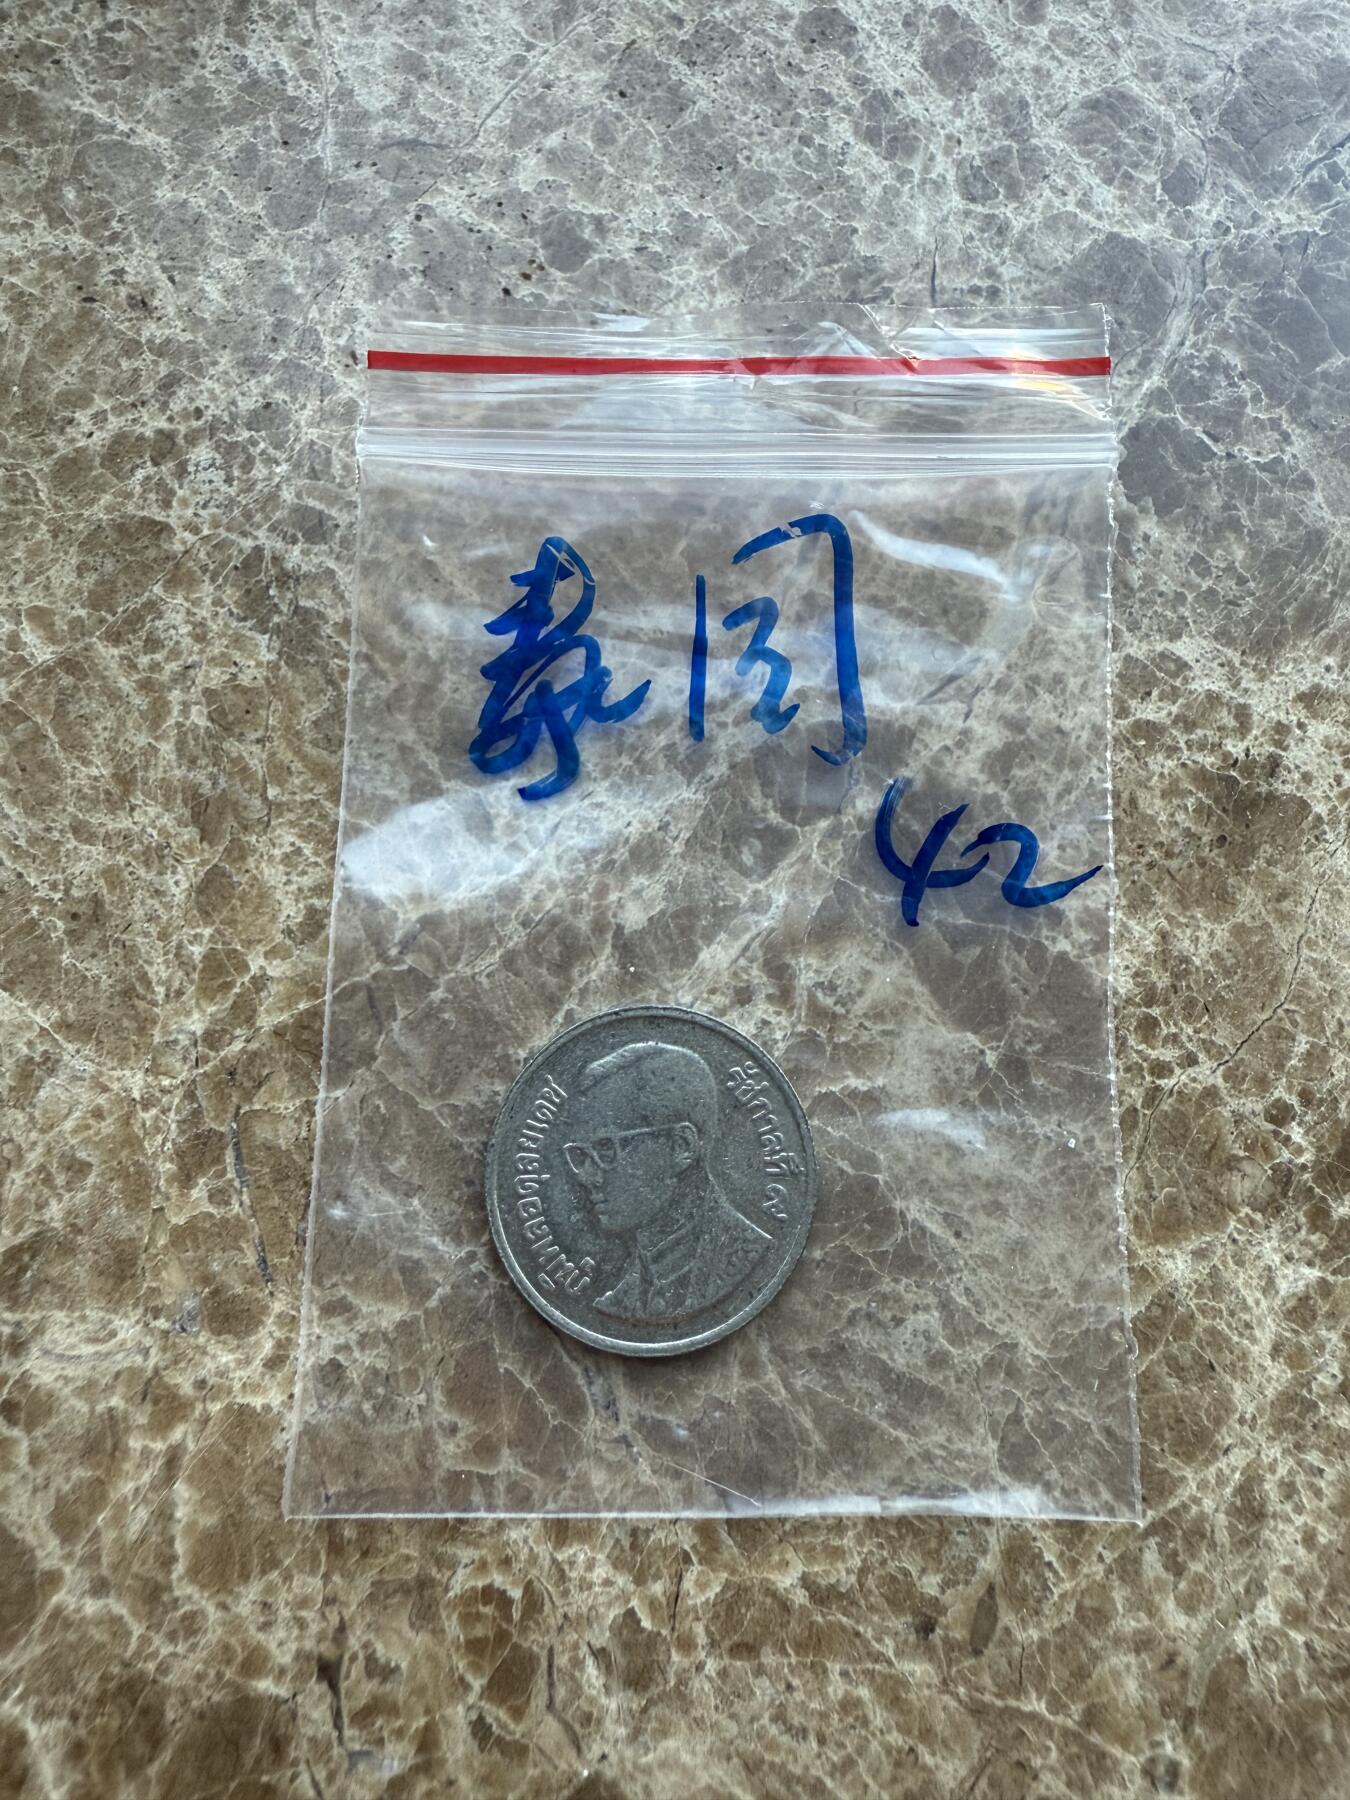 泰国
42
ภูมิพลอดุลยเดช
รัชกาลที่ ๙